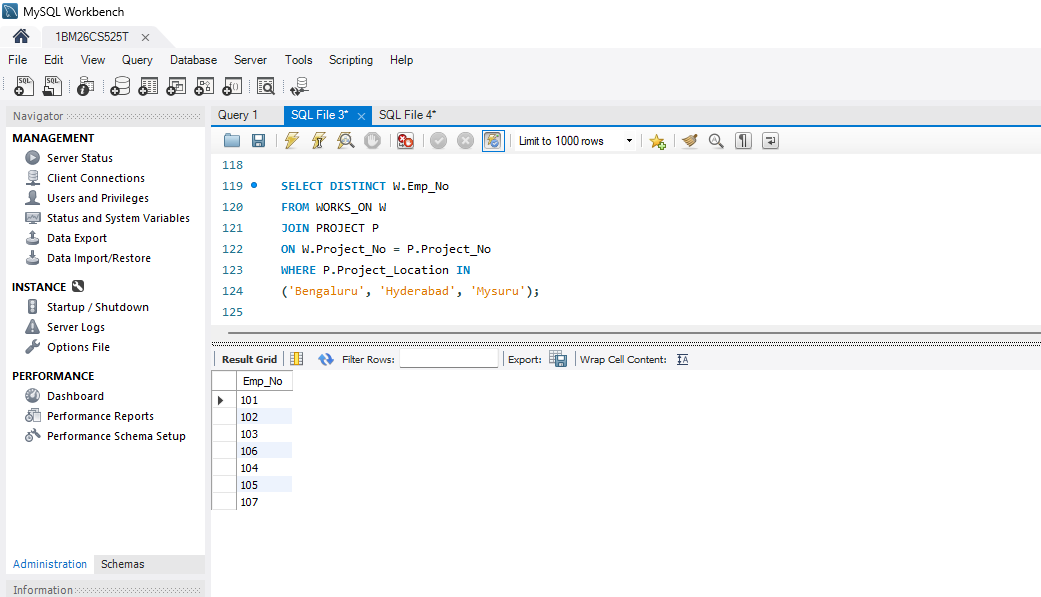 MySQL Workbench
1BM26CS525T
File Edit View Query Database Server Tools Scripting Help
Navigator
MANAGEMENT
Server Status
Client Connections
Users and Privileges
Status and System Variables
Data Export
Data Import/Restore
INSTANCE
Startup / Shutdown
Server Logs
Options File
PERFORMANCE
Dashboard
Performance Reports
Performance Schema Setup
Administration Schemas
Information
Query 1 SQL File 3* SQL File 4*
Limit to 1000 rows
118
119 SELECT DISTINCT W.Emp_No
120 FROM WORKS_ON W
121 JOIN PROJECT P
122 ON W.Project_No = P.Project_No
123 WHERE P.Project_Location IN
124 ('Bengaluru', 'Hyderabad', 'Mysuru');
125
Result Grid Filter Rows: Export: Wrap Cell Content:
Emp_No
101
102
103
106
104
105
107